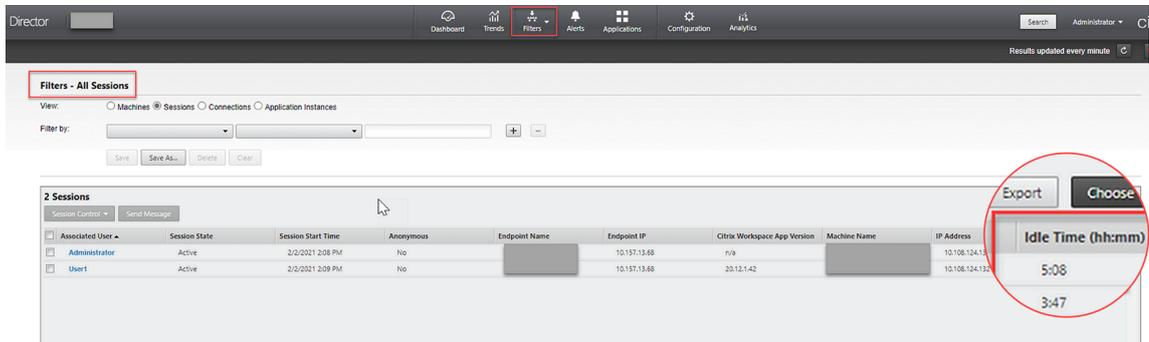 Director
Dashboard Trends Filters Alerts Applications Configuration Analytics Search Administrator
Results updated every minute
Filters - All Sessions
View: Machines Sessions Connections Application Instances
Filter by:
Save Save As... Delete Clear
Export Choose
2 Sessions
Session Control Send Message
Associated User Session State Session Start Time Anonymous Endpoint Name Endpoint IP Citrix Workspace App Version Machine Name IP Address Idle Time (hh:mm)
Administrator Active 2/2/2021 2:08 PM No 10.157.13.68 n/a 5:08
User1 Active 2/2/2021 2:09 PM No 10.157.13.68 20.12.1.42 10.108.124.132 3:47